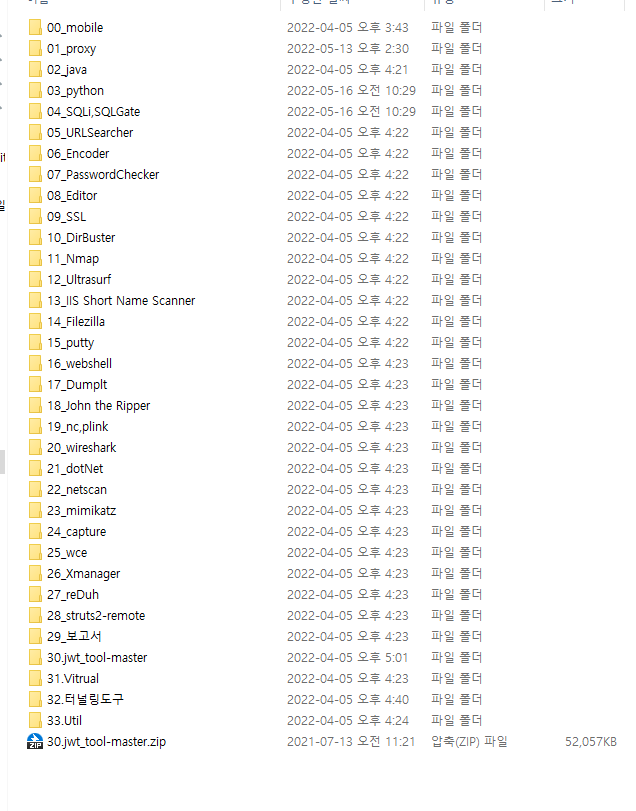 00_mobile 2022-04-05 오후 3:43 파일 폴더
01_proxy 2022-05-13 오후 2:30 파일 폴더
02_java 2022-04-05 오후 4:21 파일 폴더
03_python 2022-05-16 오전 10:29 파일 폴더
04_SQLi,SQLGate 2022-05-16 오전 10:29 파일 폴더
05_URLSearcher 2022-04-05 오후 4:22 파일 폴더
06_Encoder 2022-04-05 오후 4:22 파일 폴더
07_PasswordChecker 2022-04-05 오후 4:22 파일 폴더
08_Editor 2022-04-05 오후 4:22 파일 폴더
09_SSL 2022-04-05 오후 4:22 파일 폴더
10_DirBuster 2022-04-05 오후 4:22 파일 폴더
11_Nmap 2022-04-05 오후 4:22 파일 폴더
12_Ultrasurf 2022-04-05 오후 4:22 파일 폴더
13_IIS Short Name Scanner 2022-04-05 오후 4:22 파일 폴더
14_Filezilla 2022-04-05 오후 4:22 파일 폴더
15_putty 2022-04-05 오후 4:22 파일 폴더
16_webshell 2022-04-05 오후 4:23 파일 폴더
17_DumpIt 2022-04-05 오후 4:23 파일 폴더
18_John the Ripper 2022-04-05 오후 4:23 파일 폴더
19_nc,plink 2022-04-05 오후 4:23 파일 폴더
20_wireshark 2022-04-05 오후 4:23 파일 폴더
21_dotNet 2022-04-05 오후 4:23 파일 폴더
22_netscan 2022-04-05 오후 4:23 파일 폴더
23_mimikatz 2022-04-05 오후 4:23 파일 폴더
24_capture 2022-04-05 오후 4:23 파일 폴더
25_wce 2022-04-05 오후 4:23 파일 폴더
26_Xmanager 2022-04-05 오후 4:23 파일 폴더
27_reDuh 2022-04-05 오후 4:23 파일 폴더
28_struts2-remote 2022-04-05 오후 4:23 파일 폴더
29_보고서 2022-04-05 오후 4:23 파일 폴더
30.jwt_tool-master 2022-04-05 오후 5:01 파일 폴더
31.Vitrual 2022-04-05 오후 4:23 파일 폴더
32.터널링도구 2022-04-05 오후 4:40 파일 폴더
33.Util 2022-04-05 오후 4:24 파일 폴더
30.jwt_tool-master.zip 2021-07-13 오전 11:21 압축(ZIP) 파일 52,057KB